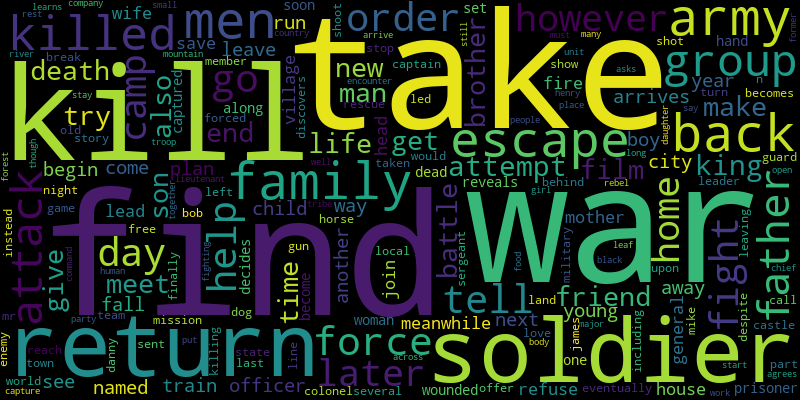 learns company small
rest wife set soon
river killed men order run however army
break save leave
death camp kill take shoot stop group
mountain member
stay captured go new country arrive captain hand
led village brother fire year
shot unit show many must former
asks turn n
also try end man along henry place becomes
encounter discovers rescue arrives make back
old story forced head escape say daughter
troop life get people boy king
forest though begin come plan taken would long city guard
attempt film
night dead reveals behind leader
family well
lieutenant
son left tribe girl rebel open
game lead bob child way battle mother home father
instead together help horse sergeant war chief
free day another local leaf
give fighting finally decides gun tell black upon fight
command human join food military away leaving
meet time become friend land call
fall dog including general despite
mission woman meanwhile next young mike castle
mr party team love james
enemy danny sent killing state line body major one start part
reach put last across force soldier agrees
return
town see later
world named train officer wounded offer refuse house prisoner
capture colonel several eventually work
find attack